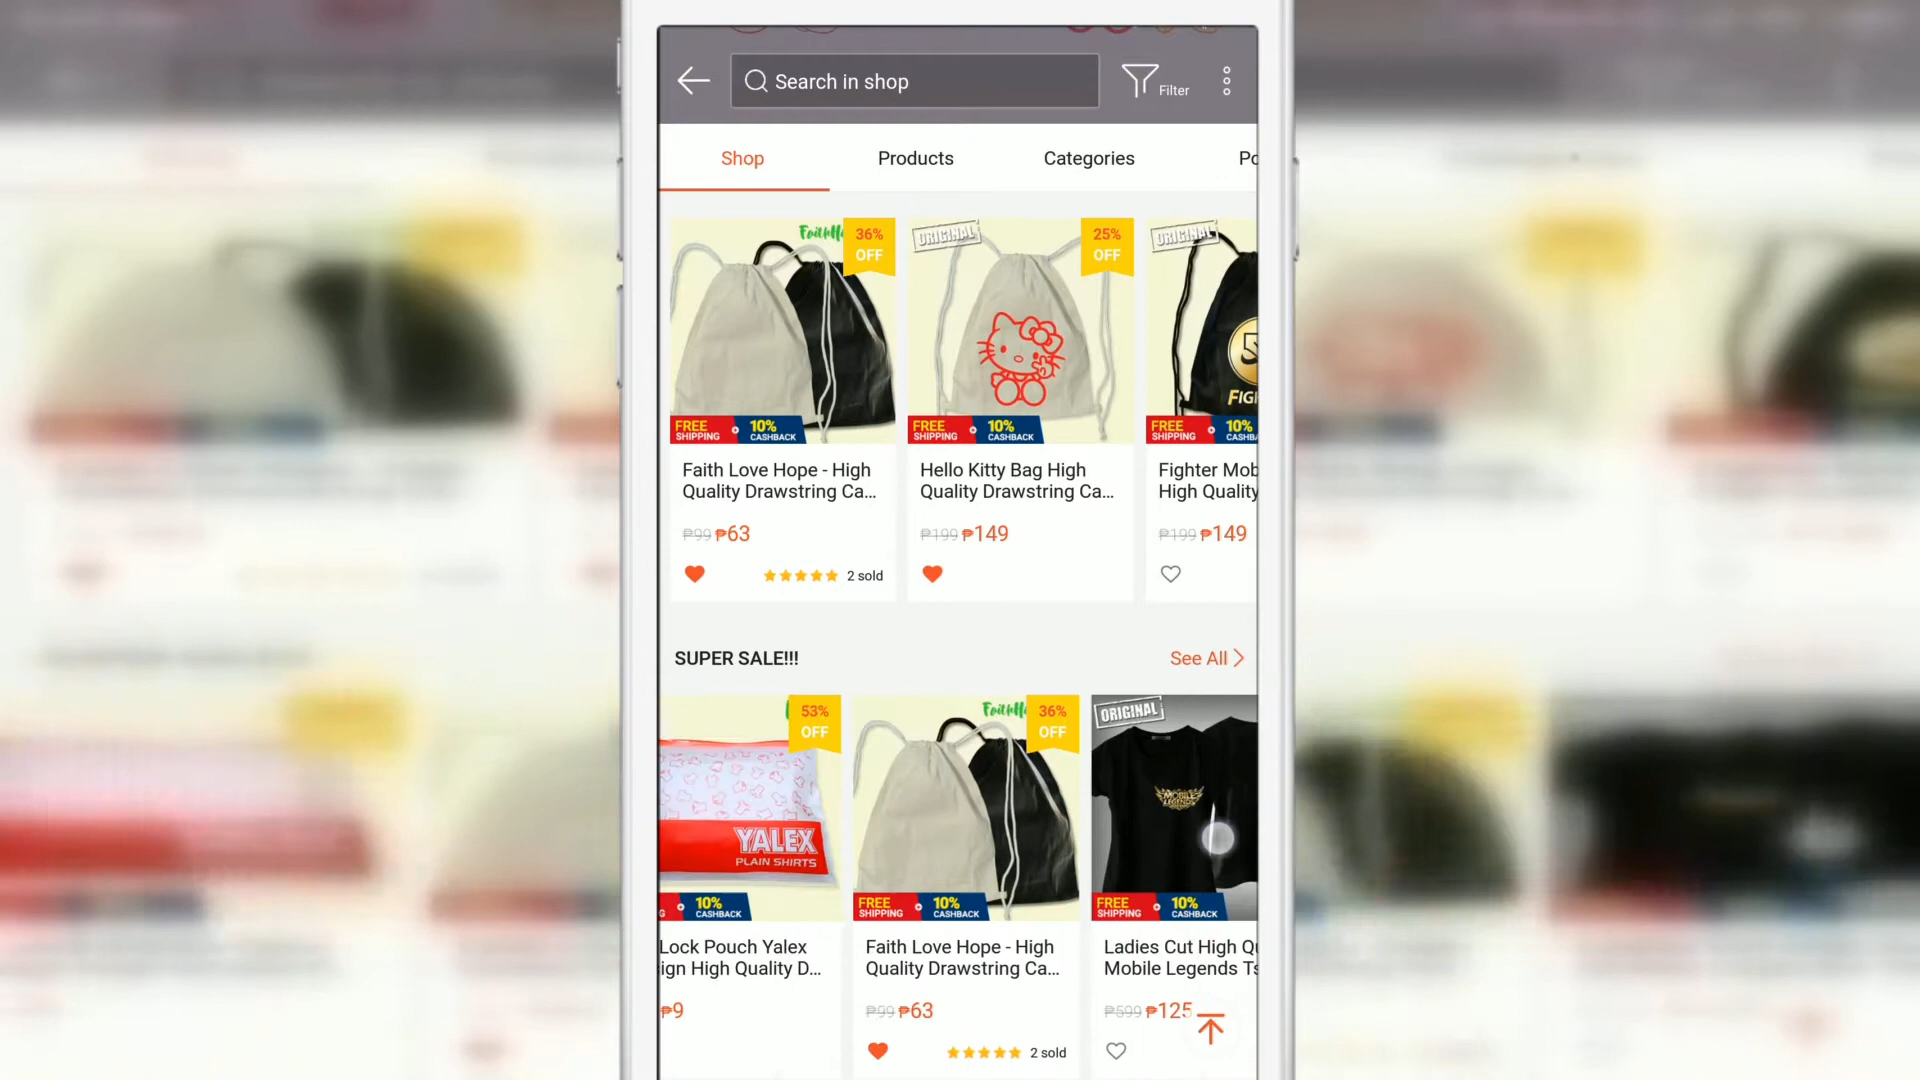 Search in shop
Filter
Shop
Products
Categories
36%
OFF
ORIGINAL
25%
OFF
ORIGINAL
FREE
SHIPPING
10%
CASHBACK
FREE
SHIPPING
10%
CASHBACK
FREE
SHIPPING
10%
Faith Love Hope - High
Quality Drawstring Ca...
Hello Kitty Bag High
Quality Drawstring Ca...
Fighter Mob
High Quality
₱99 ₱63
₱199 ₱149
₱199 ₱149
2 sold
SUPER SALE!!!
See All
53%
OFF
36%
OFF
ORIGINAL
MOBILE
LEGENDS
YALEX
PLAIN SHIRTS
10%
CASHBACK
FREE
SHIPPING
10%
CASHBACK
FREE
SHIPPING
10%
CASHBACK
Lock Pouch Yalex
ign High Quality D...
Faith Love Hope - High
Quality Drawstring Ca...
Ladies Cut High Qu
Mobile Legends Ts
₱9
₱99 ₱63
₱599 ₱125
2 sold